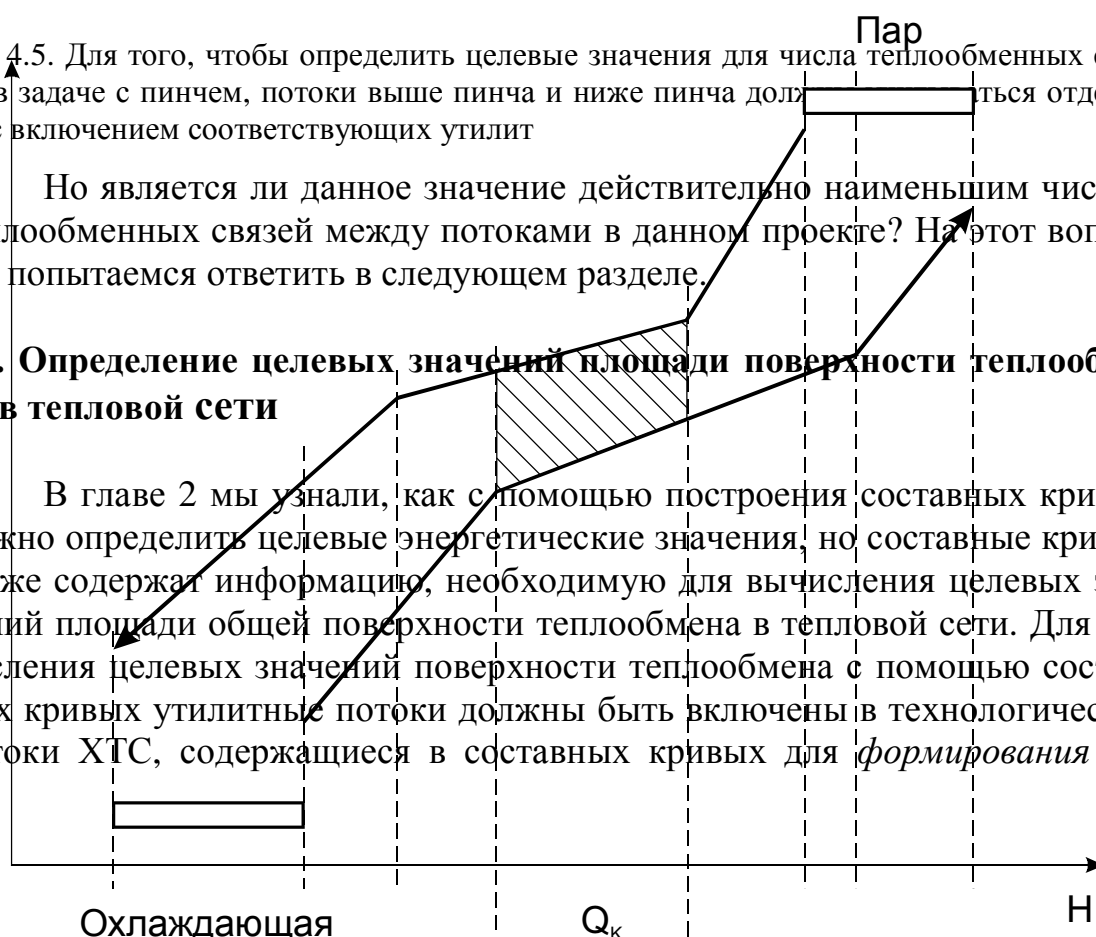 Пар
4.5. Для того, чтобы определить целевые значения для числа теплообменных
в задаче с пинчем, потоки выше пинча и ниже пинча
с включением соответствующих утилит
Но является ли данное значение действительно наименьшим чис
лообменных связей между потоками в данном проекте? На этот воп
попытаемся ответить в следующем разделе.
. Определение целевых значений площади поверхности теплооб
в тепловой сети
В главе 2 мы узнали, как с помощью построения составных кри
жно определить целевые энергетические значения, но составные кри
же содержат информацию, необходимую для вычисления целевых з
ний площади общей поверхности теплообмена в тепловой сети. Для
сления целевых значений поверхности теплообмена с помощью сост
х кривых утилитные потоки должны быть включены в технологичес
токи ХТС, содержащиеся в составных кривых для формирования
Охлаждающая
Qк
H